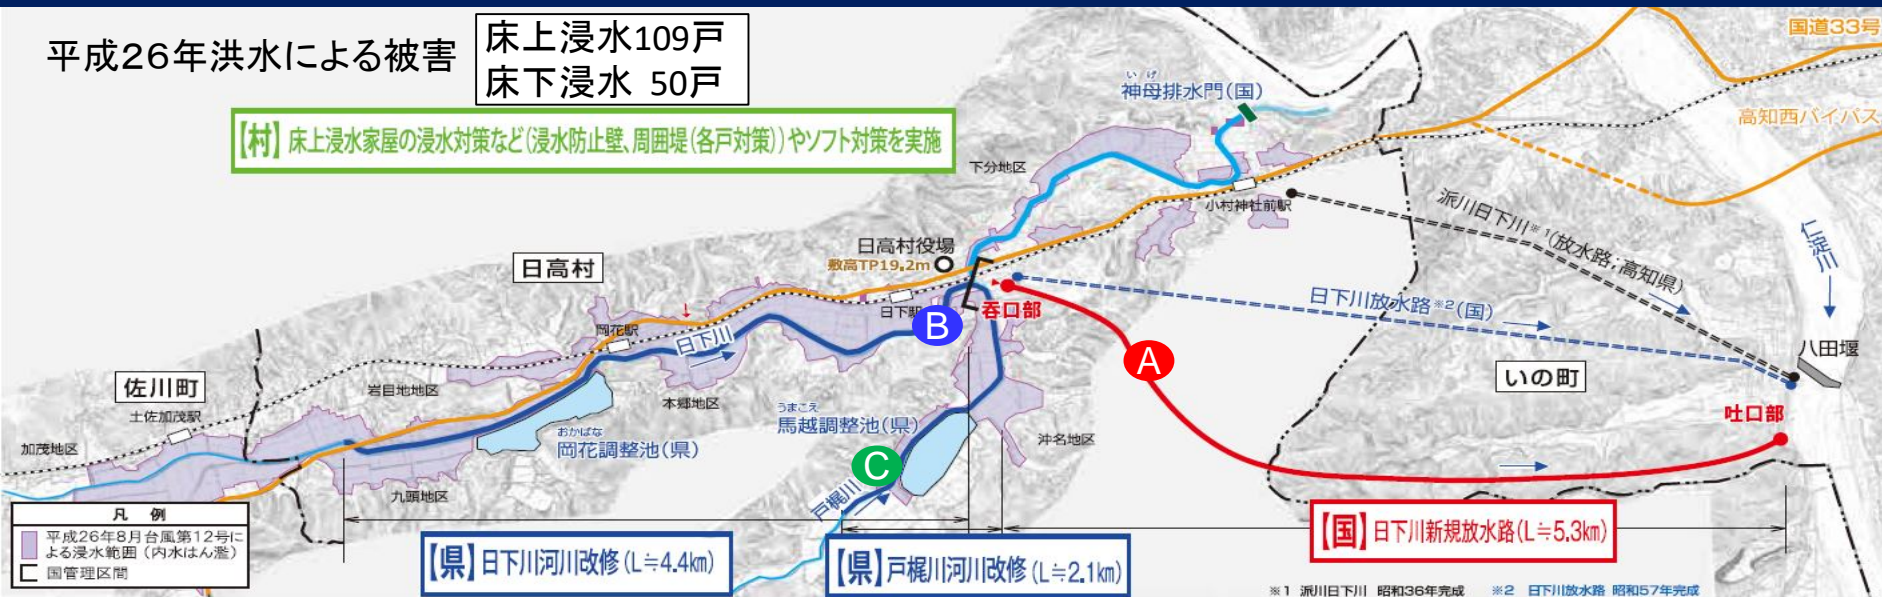 平成26年洪水による被害
床上浸水109戸
床下浸水 50戸
【村】床上浸水家屋の浸水対策など(浸水防止壁、周囲堤(各戸対策))やソフト対策を実施
国道33号
いげ
神母排水門(国)
高知西バイパス
下分地区
小村神社前駅
派川日下川※1(放水路;高知県)
仁淀川
日高村役場
敷高TP19.2m
日高村
日下駅
呑口部
日下川放水路※2(国)
B
A
岡花駅
日下川
八田堰
いの町
佐川町
土佐加茂駅
岩目地地区
本郷地区
うまこえ
馬越調整池(県)
吐口部
加茂地区
おかばな
岡花調整池(県)
沖名地区
C
九頭地区
戸梶川
凡 例
平成26年8月台風第12号に
よる浸水範囲(内水はん濫)
国管理区間
【県】日下川河川改修(L≒4.4km)
【県】戸梶川河川改修(L≒2.1km)
【国】日下川新規放水路(L≒5.3km)
※1 派川日下川 昭和36年完成 ※2 日下川放水路 昭和57年完成